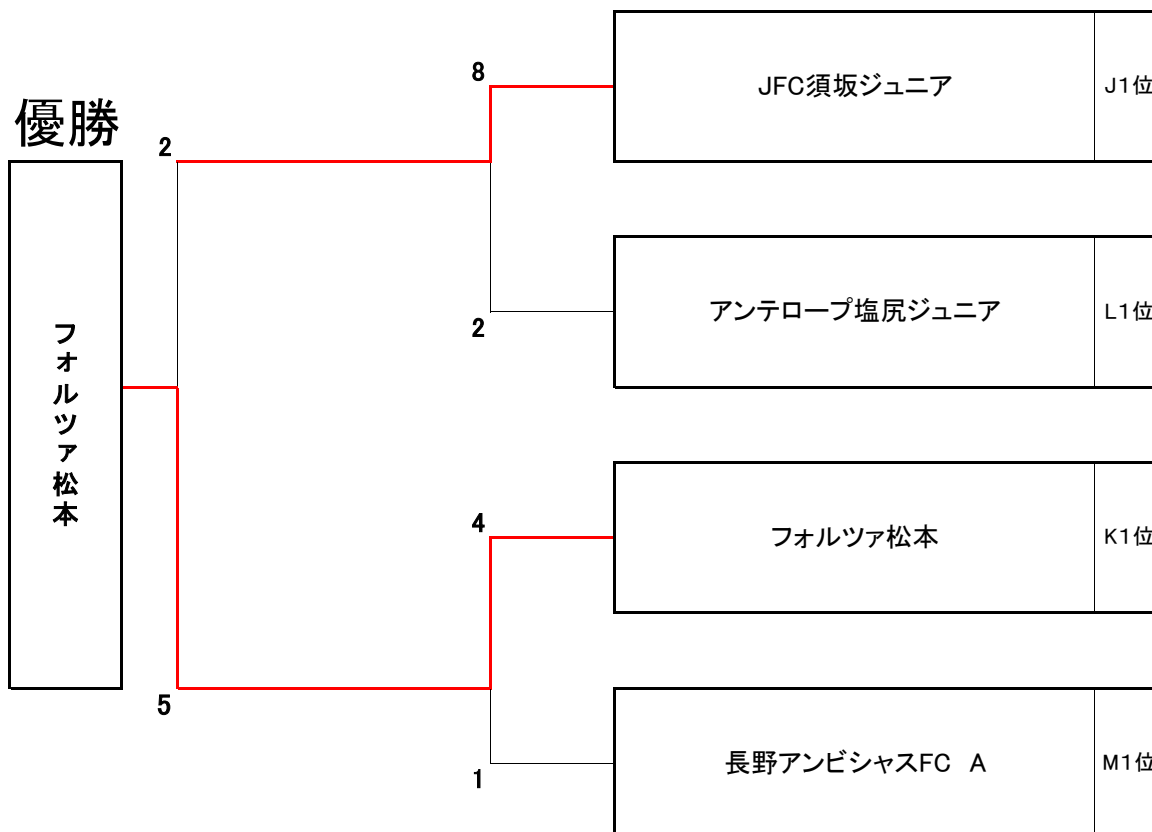 優勝
フォルツァ松本
2
5
8
2
4
1
JFC須坂ジュニア
J1位
アンテロープ塩尻ジュニア
L1位
フォルツァ松本
K1位
長野アンビシャスFC　A
M1位